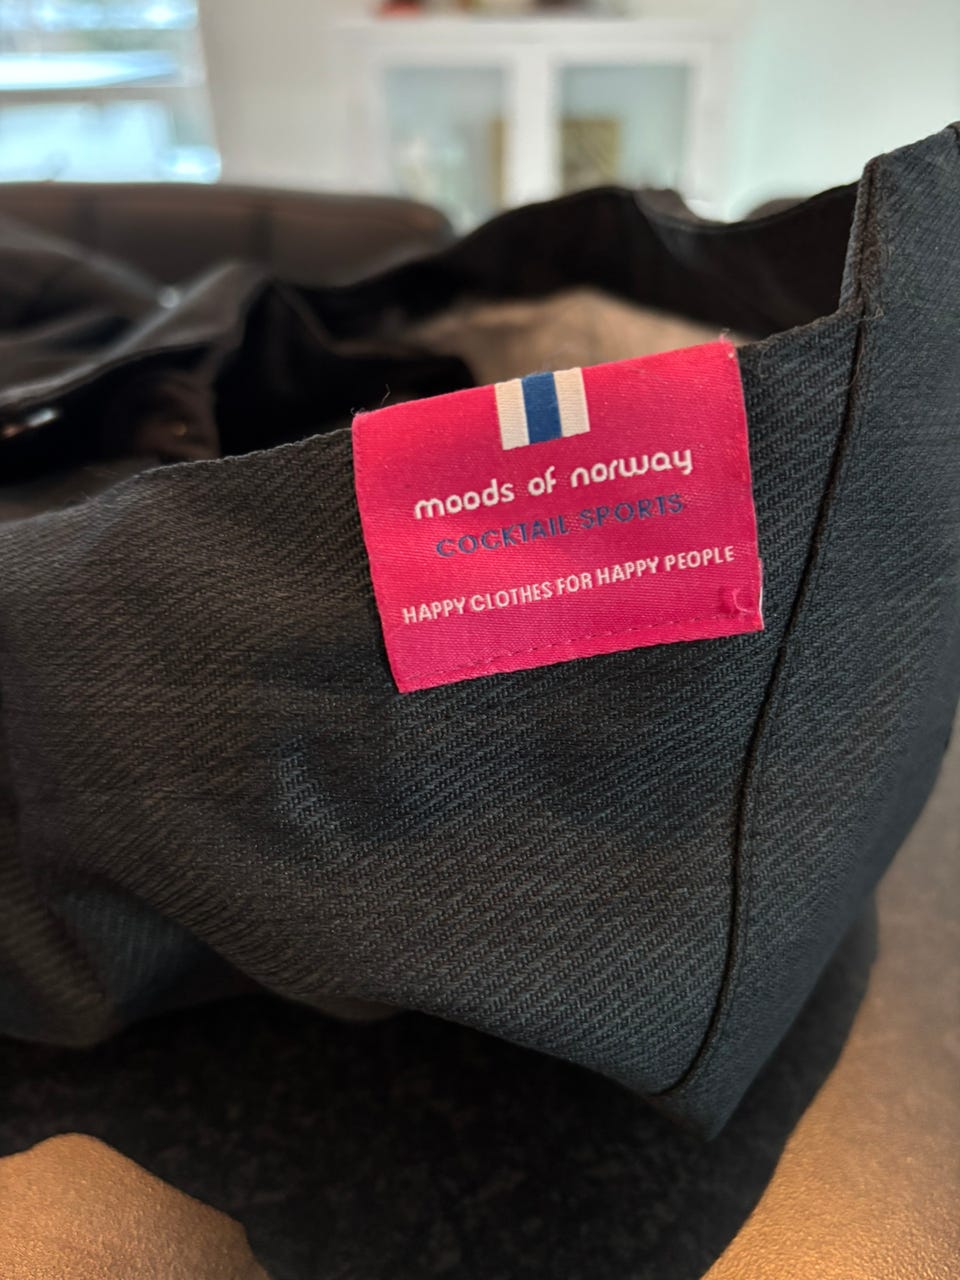 moods of norway
COCKTAIL SPORTS
HAPPY CLOTHES FOR HAPPY PEOPLE